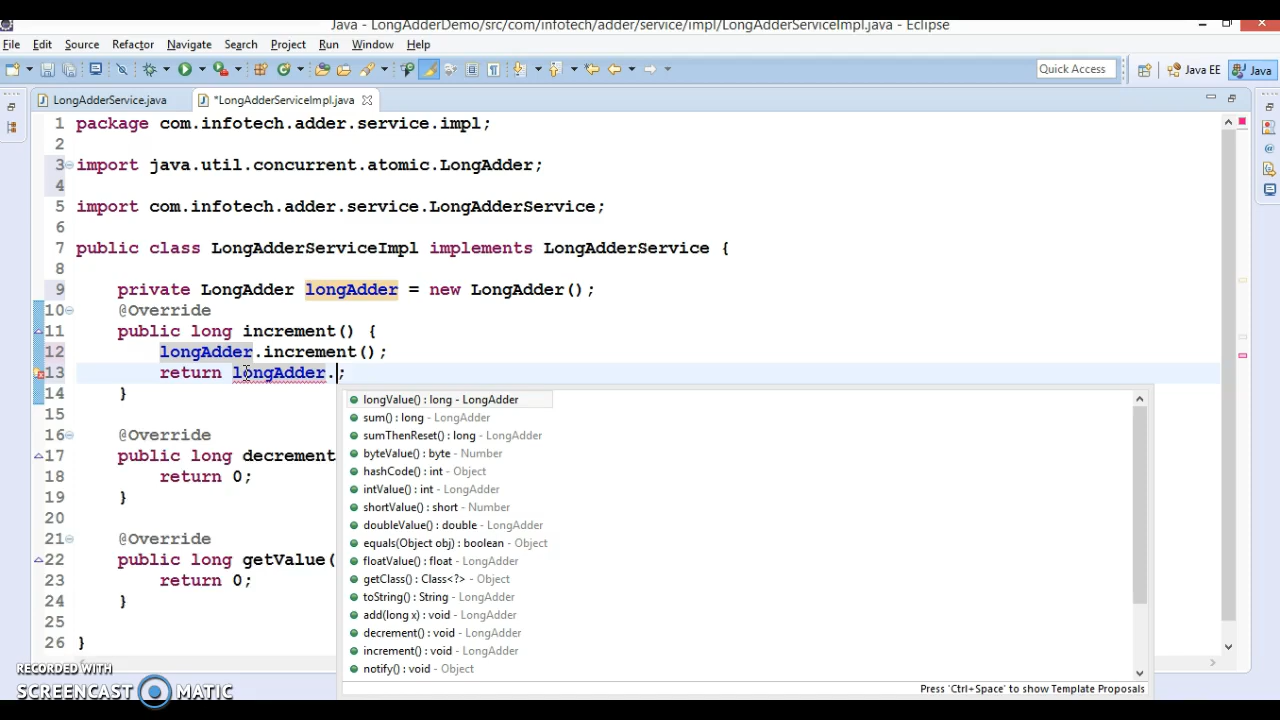 Java - LongAdderDemo/src/com/infotech/adder/service/impl/LongAdderServiceImpl.java - Eclipse
File Edit Source Refactor Navigate Search Project Run Window Help
Quick Access Java EE Java
LongAdderService.java *LongAdderServiceImpl.java
1 package com.infotech.adder.service.impl;
2
3 import java.util.concurrent.atomic.LongAdder;
4
5 import com.infotech.adder.service.LongAdderService;
6
7 public class LongAdderServiceImpl implements LongAdderService {
8
9 private LongAdder longAdder = new LongAdder();
10 @Override
11 public long increment() {
12 longAdder.increment();
13 return longAdder.;
14 }
15
16 @Override
17 public long decrement
18 return 0;
19 }
20
21 @Override
22 public long getValue(
23 return 0;
24 }
25
26 }
longValue() : long - LongAdder
sum() : long - LongAdder
sumThenReset() : long - LongAdder
byteValue() : byte - Number
hashCode() : int - Object
intValue() : int - LongAdder
shortValue() : short - Number
doubleValue() : double - LongAdder
equals(Object obj) : boolean - Object
floatValue() : float - LongAdder
getClass() : Class<?> - Object
toString() : String - LongAdder
add(long x) : void - LongAdder
decrement() : void - LongAdder
increment() : void - LongAdder
notify() : void - Object
Press 'Ctrl+Space' to show Template Proposals
RECORDED WITH
SCREENCAST MATIC